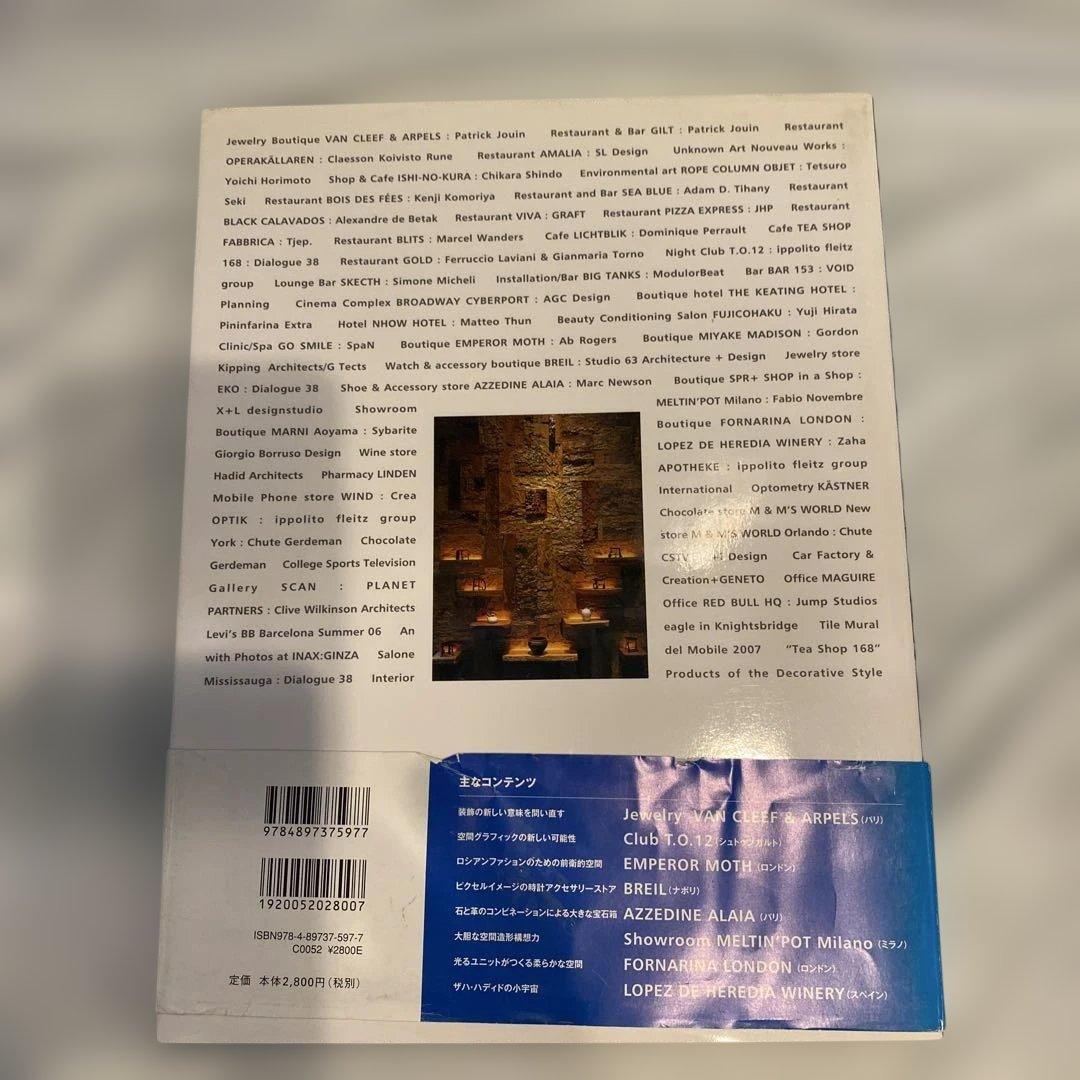 Jewelry Boutique VAN CLEEF & ARPELS : Patrick Jouin Restaurant & Bar GILT : Patrick Jouin Restaurant
OPERAKÄLLAREN : Claesson Koivisto Rune Restaurant AMALIA : SL Design Unknown Art Nouveau Works :
Yoichi Horimoto Shop & Cafe ISHI-NO-KURA : Chikara Shindo Environmental art ROPE COLUMN OBJET : Tetsuro
Seki Restaurant BOIS DES FÉES : Kenji Komoriya Restaurant and Bar SEA BLUE : Adam D. Tihany Restaurant
BLACK CALAVADOS : Alexandre de Betak Restaurant VIVA : GRAFT Restaurant PIZZA EXPRESS : JHP Restaurant
FABBRICA : Tjep. Restaurant BLITS : Marcel Wanders Cafe LICHTBLIK : Dominique Perrault Cafe TEA SHOP
168 : Dialogue 38 Restaurant GOLD : Ferruccio Laviani & Gianmaria Torno Night Club T.O.12 : ippolito fleitz
group Lounge Bar SKECTH : Simone Micheli Installation/Bar BIG TANKS : ModulorBeat Bar BAR 153 : VOID
Planning Cinema Complex BROADWAY CYBERPORT : AGC Design Boutique hotel THE KEATING HOTEL :
Pininfarina Extra Hotel NHOW HOTEL : Matteo Thun Beauty Conditioning Salon FUJICOHAKU : Yuji Hirata
Clinic/Spa GO SMILE : SpaN Boutique EMPEROR MOTH : Ab Rogers Boutique MIYAKE MADISON : Gordon
Kipping Architects/G Tects Watch & accessory boutique BREIL : Studio 63 Architecture + Design Jewelry store
EKO : Dialogue 38 Shoe & Accessory store AZZEDINE ALAIA : Marc Newson Boutique SPR+ SHOP in a Shop :
X+L designstudio Showroom MELTIN'POT Milano : Fabio Novembre
Boutique MARNI Aoyama : Sybarite Boutique FORNARINA LONDON :
Giorgio Borruso Design Wine store LOPEZ DE HEREDIA WINERY : Zaha
Hadid Architects Pharmacy LINDEN APOTHEKE : ippolito fleitz group
Mobile Phone store WIND : Crea International Optometry KÄSTNER
OPTIK : ippolito fleitz group Chocolate store M & M'S WORLD New
York : Chute Gerdeman Chocolate store M & M'S WORLD Orlando : Chute
Gerdeman College Sports Television CSTV Design Car Factory &
Gallery SCAN : PLANET Creation+GENETO Office MAGUIRE
PARTNERS : Clive Wilkinson Architects Office RED BULL HQ : Jump Studios
Levi's BB Barcelona Summer 06 An eagle in Knightsbridge Tile Mural
with Photos at INAX:GINZA Salone del Mobile 2007 "Tea Shop 168"
Mississauga : Dialogue 38 Interior Products of the Decorative Style
9784897375977
1920052028007
ISBN978-4-89737-597-7
C0052 ¥2800E
定価 本体2,800円(税別)
主なコンテンツ
装飾の新しい意味を問い直す Jewelry VAN CLEEF & ARPELS(パリ)
空間グラフィックの新しい可能性 Club T.O.12(シュトゥツガルト)
ロシアンファションのための前衛的空間 EMPEROR MOTH(ロンドン)
ピクセルイメージの時計アクセサリーストア BREIL(ナポリ)
石と革のコンビネーションによる大きな宝石箱 AZZEDINE ALAIA(パリ)
大胆な空間造形構想力 Showroom MELTIN'POT Milano(ミラノ)
光るユニットがつくる柔らかな空間 FORNARINA LONDON(ロンドン)
ザハ・ハディドの小宇宙 LOPEZ DE HEREDIA WINERY(スペイン)